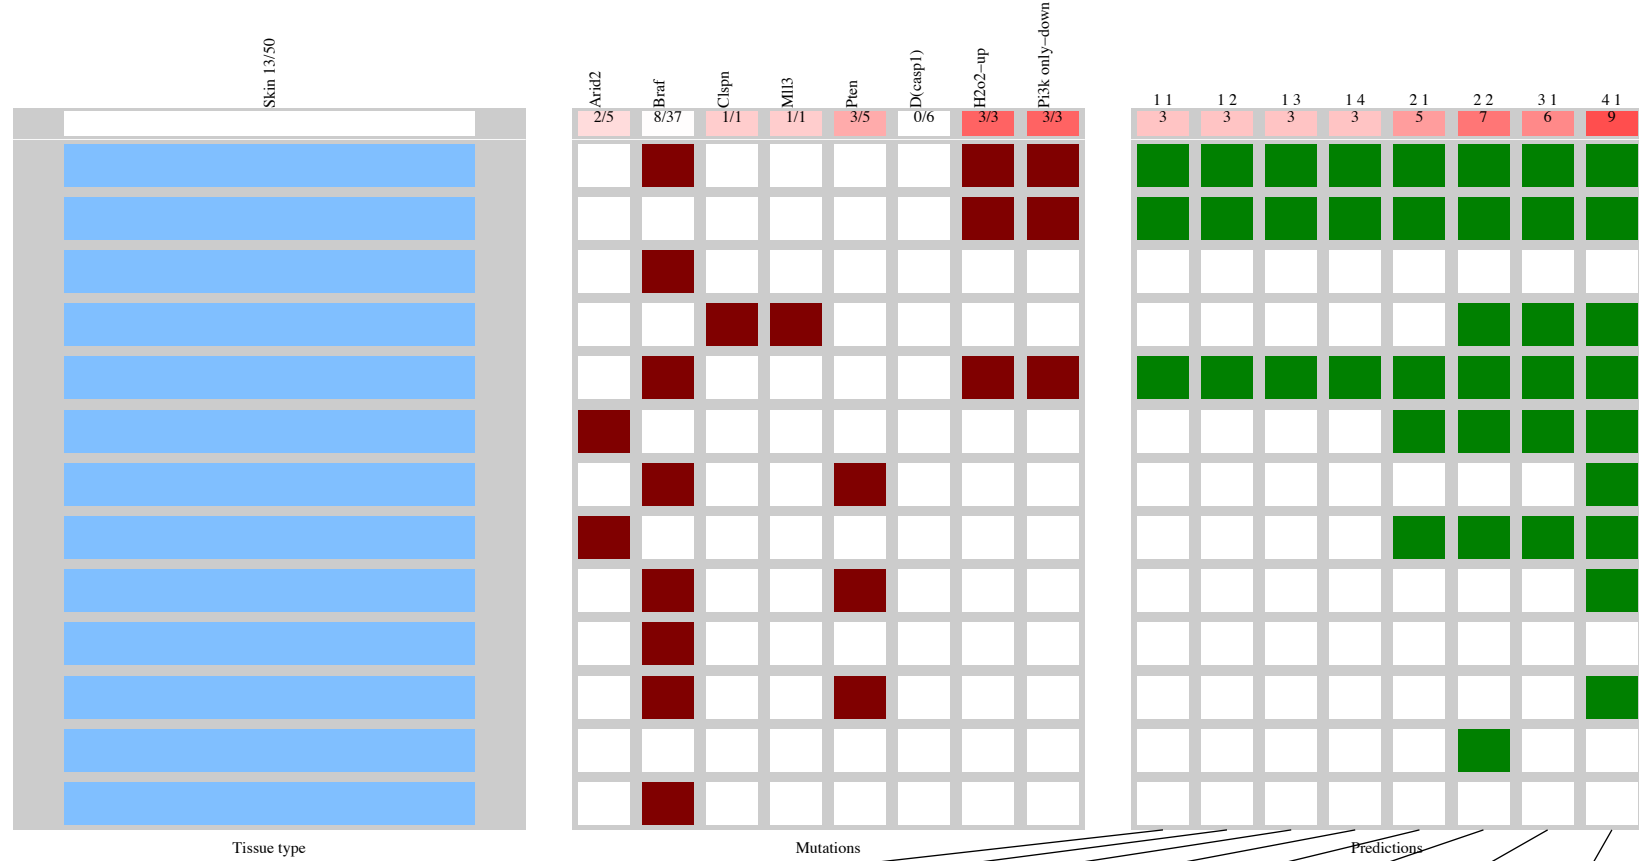 Skin 13/50
Arid2
Braf
Clspn
Mll3
Pten
D(casp1)
H2o2−up
Pi3k only−down
1 1
1 2
1 3
1 4
2 1
2 2
3 1
4 1
2/5
8/37
1/1
1/1
3/5
0/6
3/3
3/3
3
3
3
3
5
7
6
9
Tissue type
Mutations
Predictions